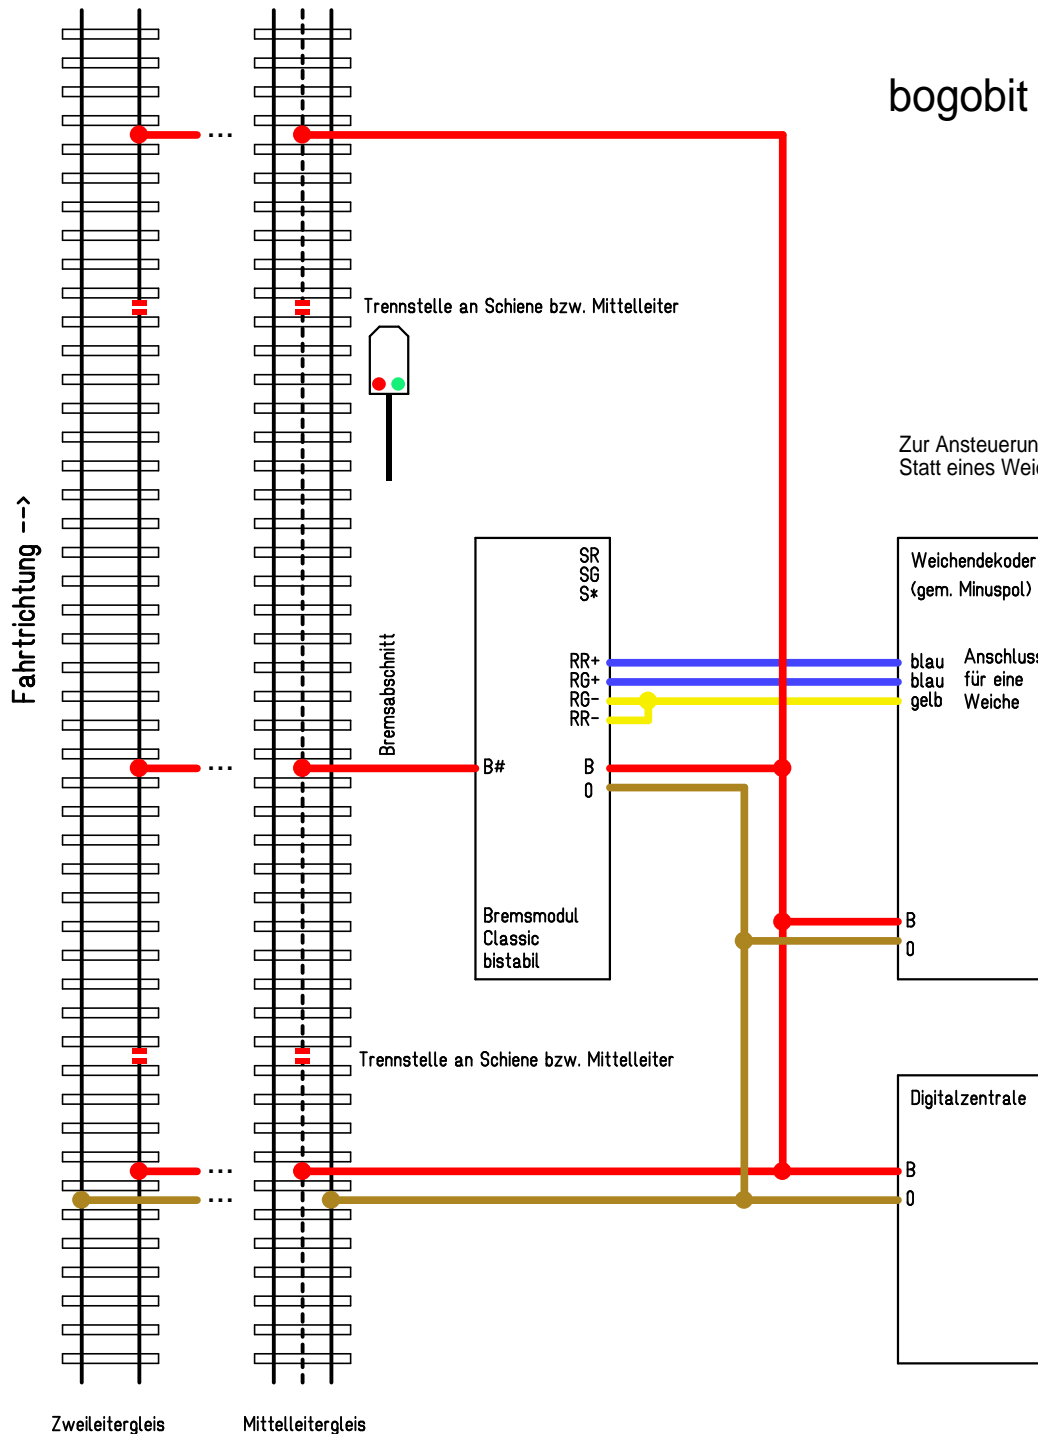 bogobit
...
Trennstelle an Schiene bzw. Mittelleiter
Zur Ansteuerun
Statt eines Weic
Fahrtrichtung -->
Bremsabschnitt
SR
SG
S*
RR+
RG+
RG-
RR-
B#
B
0
Bremsmodul
Classic
bistabil
Weichendekoder
(gem. Minuspol)
blau
blau
gelb
Anschluss
für eine
Weiche
B
0
...
Trennstelle an Schiene bzw. Mittelleiter
Digitalzentrale
B
0
...
...
Zweileitergleis
Mittelleitergleis